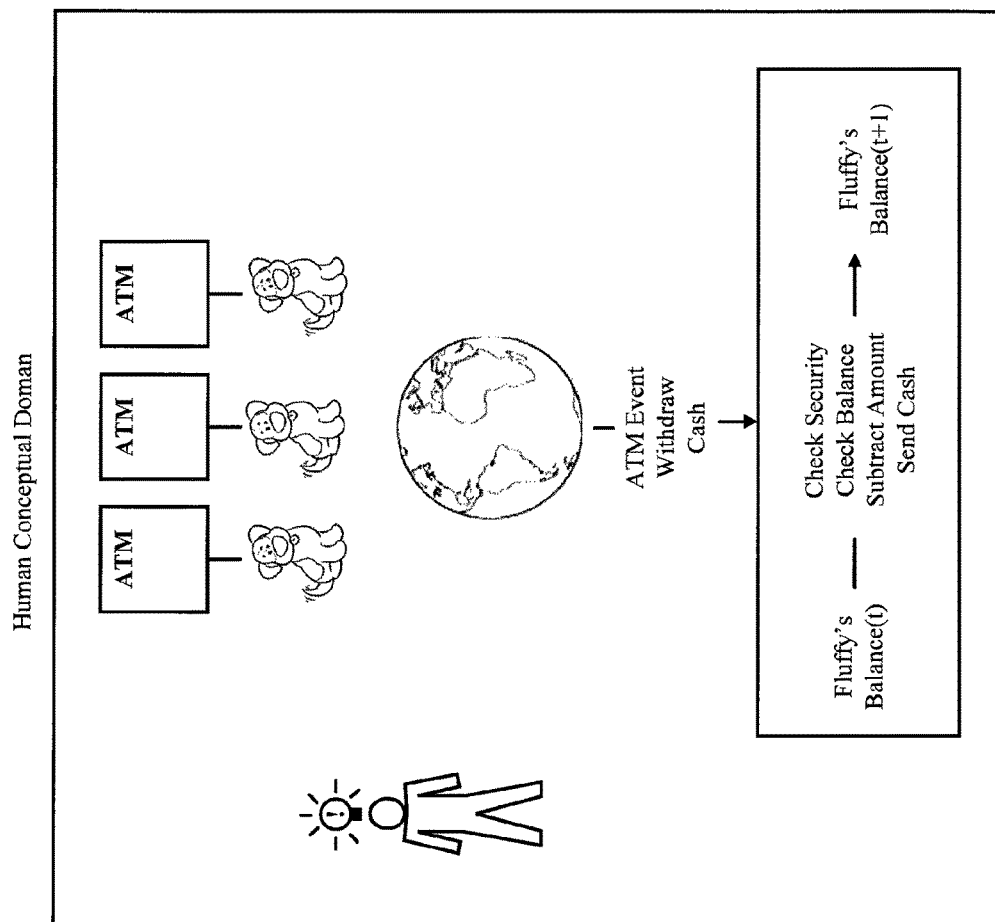 Human Conceptual Doman
ATM
ATM
ATM
ATM Event
Withdraw
Cash
Fluffy's
Balance(t)
Check Security
Check Balance
Subtract Amount
Send Cash
Fluffy's
Balance(t+1)